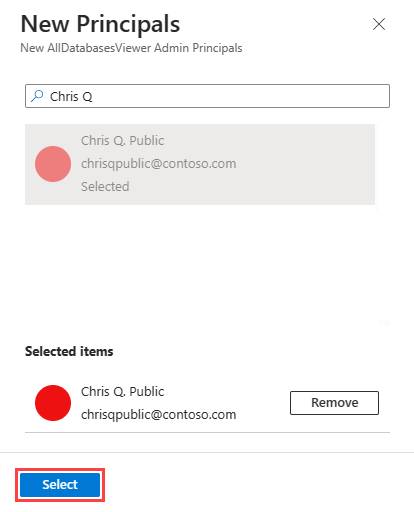 New Principals
New AllDatabasesViewer Admin Principals
Chris Q
Chris Q. Public
chrisqpublic@contoso.com
Selected
Selected items
Chris Q. Public
chrisqpublic@contoso.com
Remove
Select